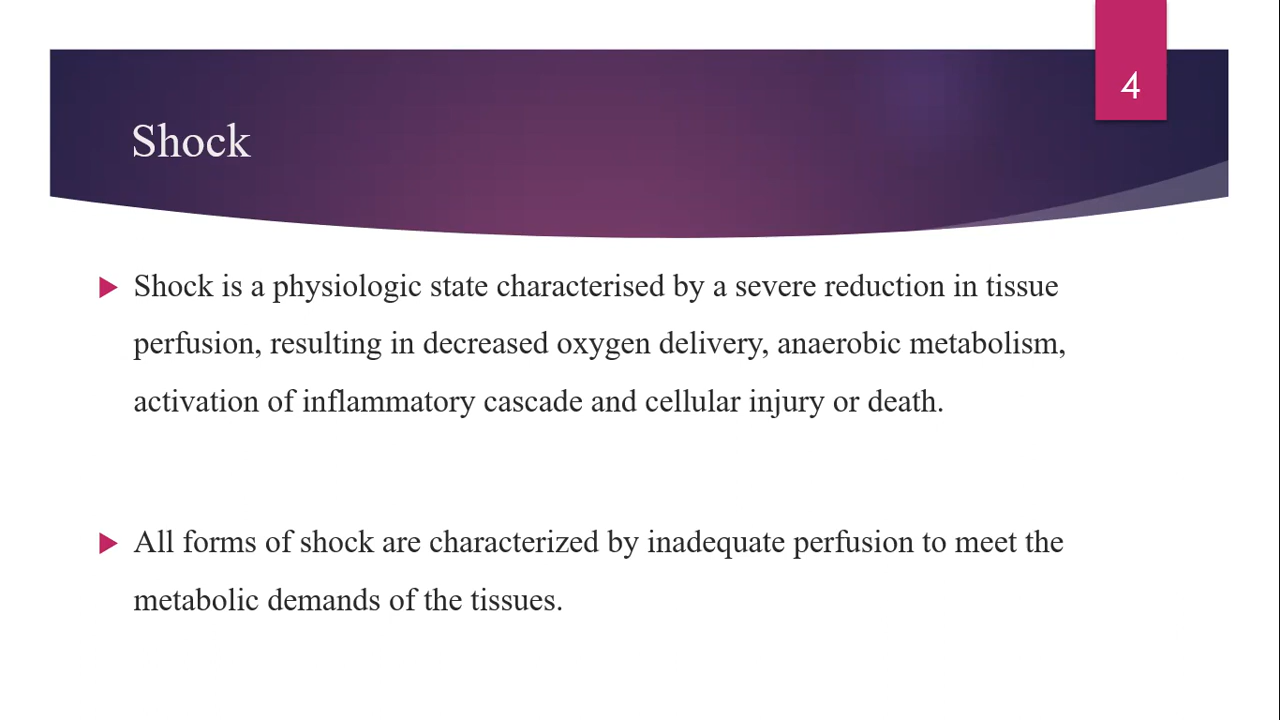 4
Shock
Shock is a physiologic state characterised by a severe reduction in tissue
perfusion, resulting in decreased oxygen delivery, anaerobic metabolism,
activation of inflammatory cascade and cellular injury or death.
All forms of shock are characterized by inadequate perfusion to meet the
metabolic demands of the tissues.